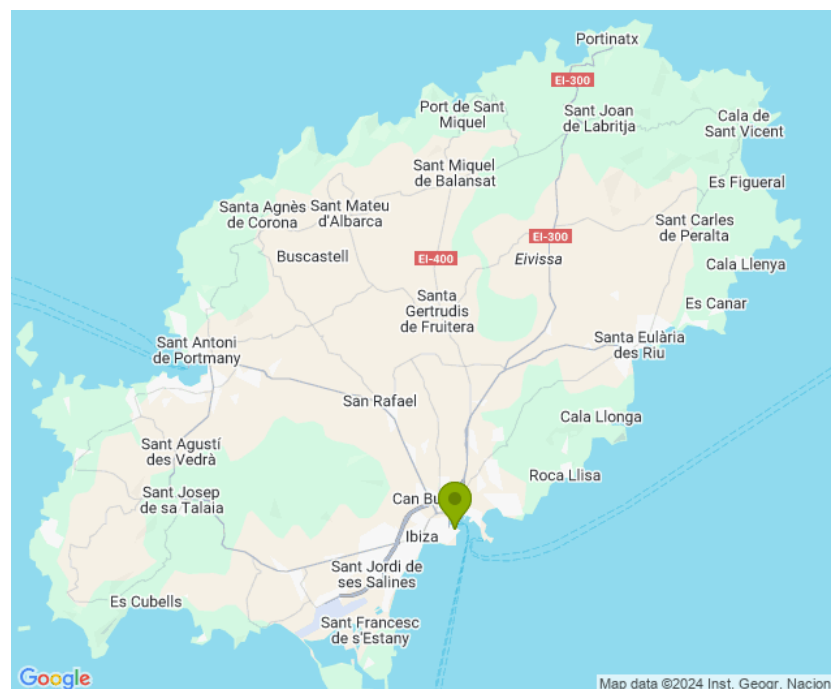 Portinatx
EI-300
Port de Sant
Miquel
Sant Joan
de Labritja
Cala de
Sant Vicent
Sant Miquel
de Balansat
Es Figueral
Santa Agnès
de Corona
Sant Mateu
d'Albarca
Sant Carles
de Peralta
EI-300
Buscastell
EI-400
Eivissa
Cala Llenya
Santa
Gertrudis
de Fruitera
Es Canar
Sant Antoni
de Portmany
Santa Eulària
des Riu
San Rafael
Cala Llonga
Sant Agustí
des Vedrà
Roca Llisa
Sant Josep
de sa Talaia
Can Bu
Ibiza
Sant Jordi de
ses Salines
Es Cubells
Sant Francesc
de s'Estany
Google
Map data ©2024 Inst. Geogr. Nacion